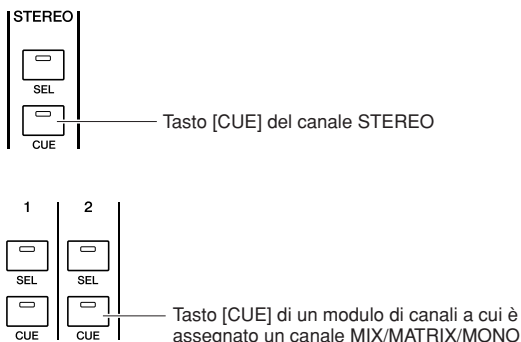 STEREO
SEL
CUE
Tasto [CUE] del canale STEREO
1 2
SEL SEL
CUE CUE
Tasto [CUE] di un modulo di canali a cui è
assegnato un canale MIX/MATRIX/MONO